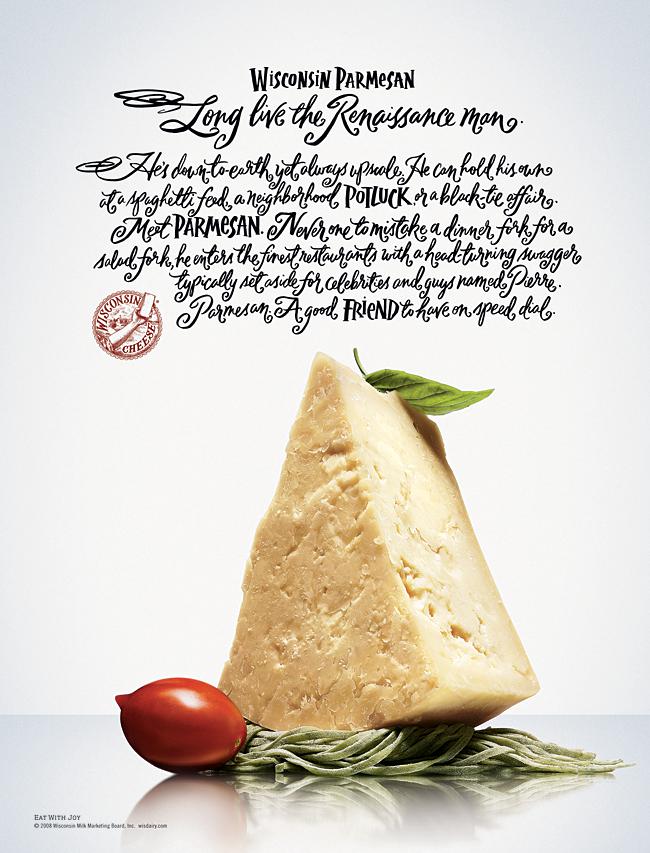 Wisconsin Parmesan
Long live the Renaissance man.
He's down-to-earth, yet always upscale. He can hold his own
at a spaghetti feed, a neighborhood POTLUCK or a black-tie affair.
Meet PARMESAN. Never one to mistake a dinner fork for a
salad fork, he enters the finest restaurants with a head-turning swagger
typically set aside for celebrities and guys named Pierre.
Parmesan. A good FRIEND to have on speed dial.
WISCONSIN
CHEESE
Eat With Joy
© 2008 Wisconsin Milk Marketing Board, Inc. wisdairy.com